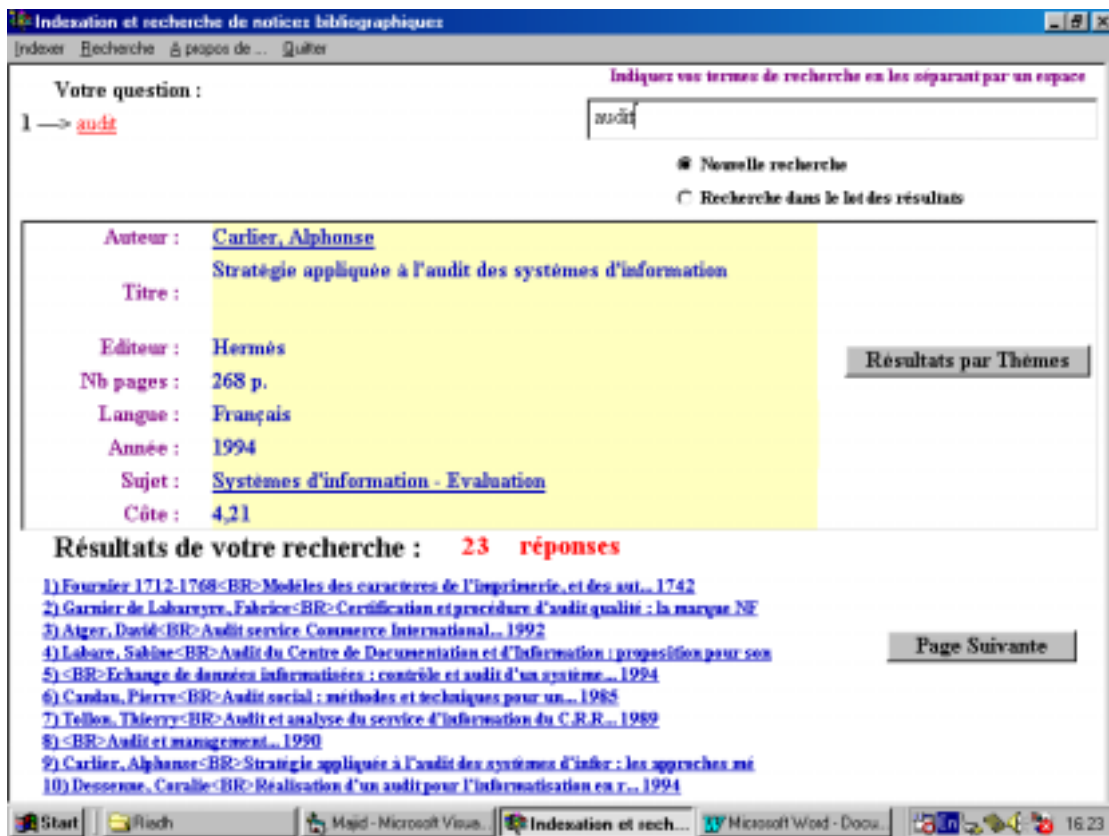 Indexation et recherche de notices bibliographiques
Indexer Recherche A propos de ... Quitter
Votre question :
Indiquez vos termes de recherche en les séparant par un espace
1 —> audit
audit
Nouvelle recherche
Recherche dans le lot des résultats
Auteur : Carlier, Alphonse
Titre : Stratégie appliquée à l'audit des systèmes d'information
Editeur : Hermés
Nb pages : 268 p.
Langue : Français
Année : 1994
Sujet : Systèmes d'information - Evaluation
Côte : 4,21
Résultats par Thèmes
Résultats de votre recherche : 23 réponses
1) Fournier 1712-1768<BR>Modéles des caracteres de l'imprimerie, et des aut... 1742
2) Garnier de Labareyre, Fabrice<BR>Certification et procédure d'audit qualité : la marque NF
3) Atger, David<BR>Audit service Commerce International... 1992
4) Labare, Sabine<BR>Audit du Centre de Documentation et d'Information : proposition pour son
5) <BR>Echange de données informatisées : contrôle et audit d'un système... 1994
6) Candau, Pierre<BR>Audit social : méthodes et techniques pour un... 1985
7) Tollon, Thierry<BR>Audit et analyse du service d'information du C.R.R... 1989
8) <BR>Audit et management... 1990
9) Carlier, Alphonse<BR>Stratégie appliquée à l'audit des systèmes d'infor : les approches mé
10) Dessenne, Coralie<BR>Réalisation d'un audit pour l'informatisation en r... 1994
Page Suivante
Start Riadh Majid - Microsoft Visua... Indexation et rech... Microsoft Word - Docu... En 16:23